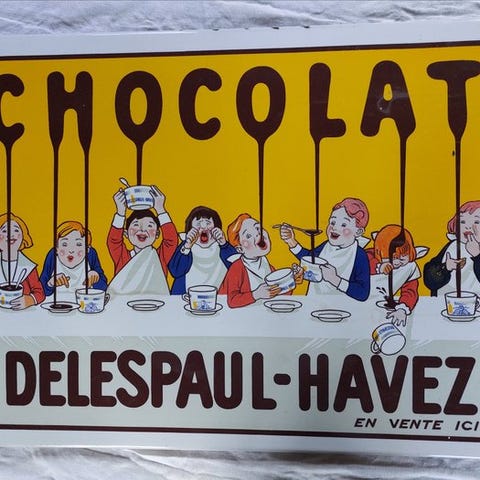 CHOCOLAT
DELESPAUL-HAVEZ
EN VENTE ICI